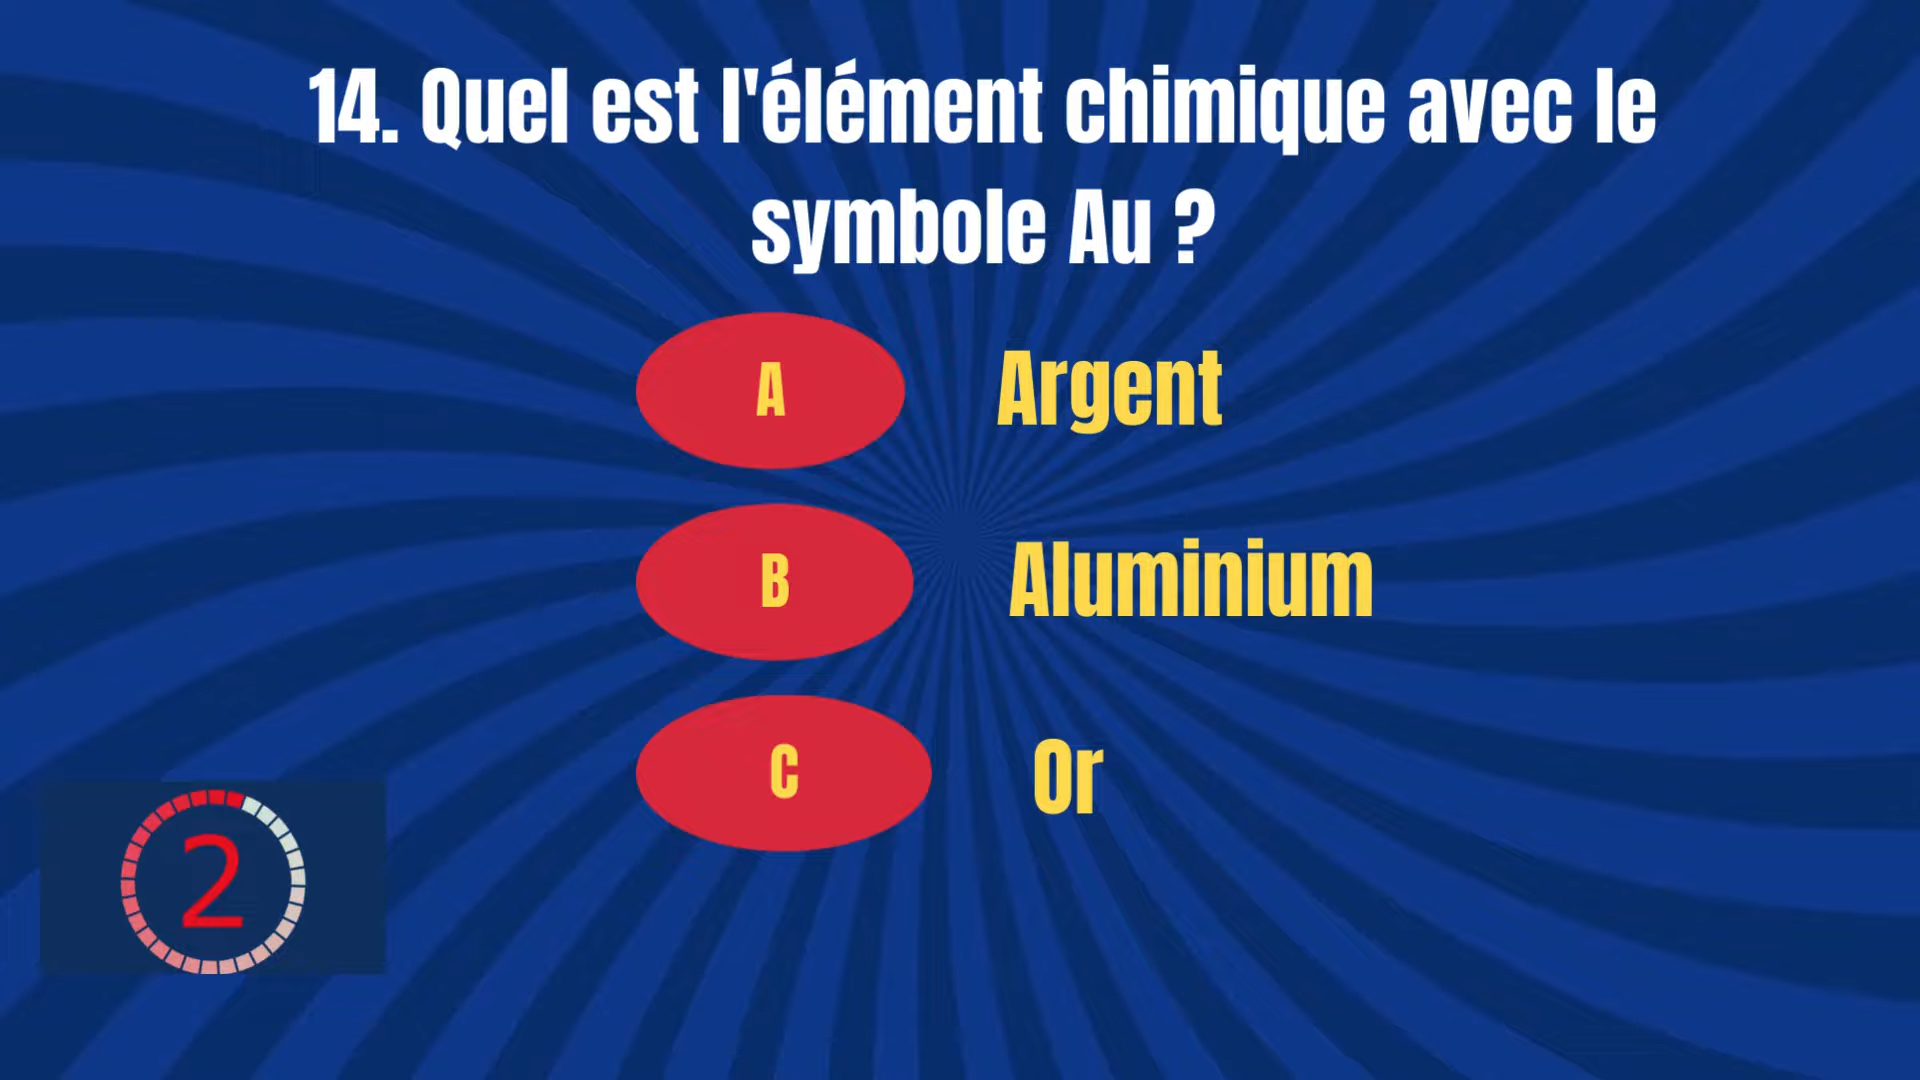 14. Quel est l'élément chimique avec le
symbole Au ?
A Argent
B Aluminium
C Or
2